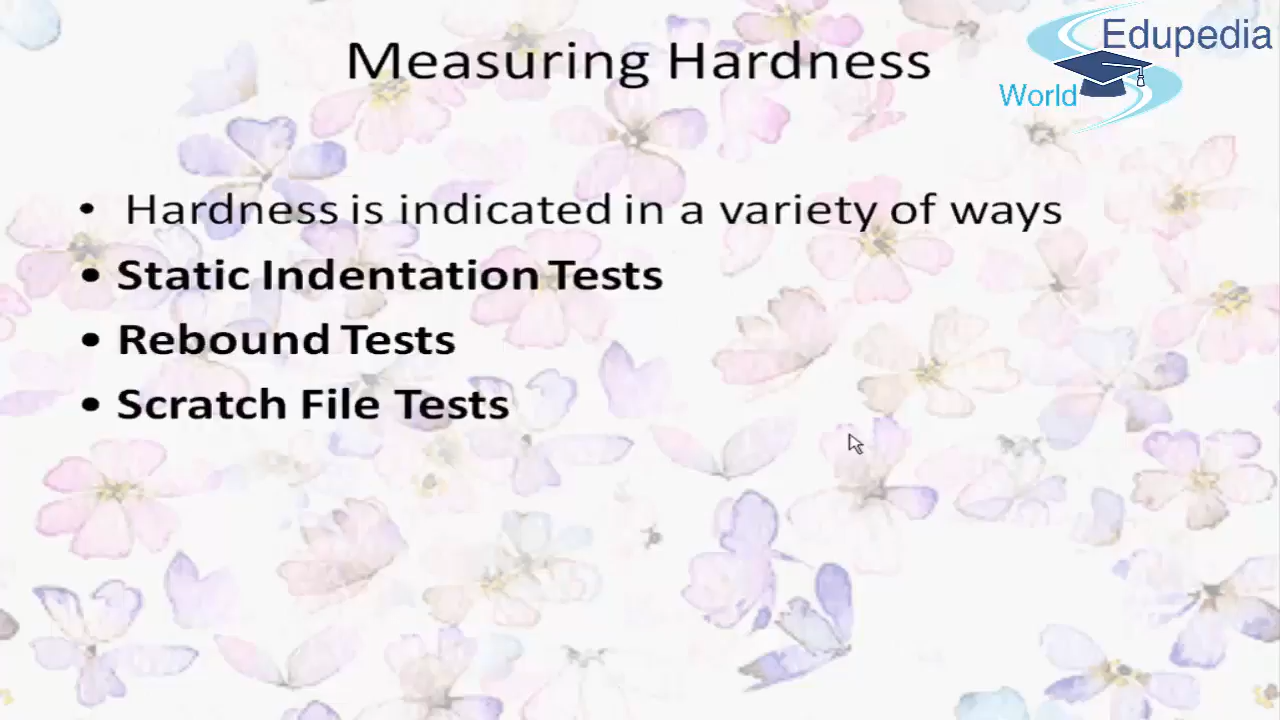 Measuring Hardness
Edupedia
World
• Hardness is indicated in a variety of ways
• Static Indentation Tests
• Rebound Tests
• Scratch File Tests